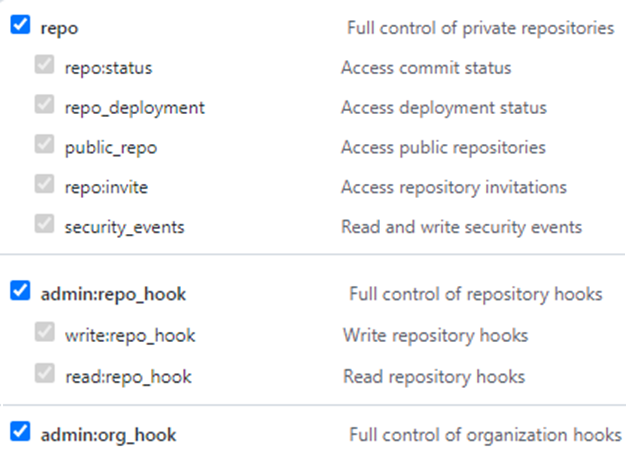 repo Full control of private repositories
repo:status Access commit status
repo_deployment Access deployment status
public_repo Access public repositories
repo:invite Access repository invitations
security_events Read and write security events
admin:repo_hook Full control of repository hooks
write:repo_hook Write repository hooks
read:repo_hook Read repository hooks
admin:org_hook Full control of organization hooks